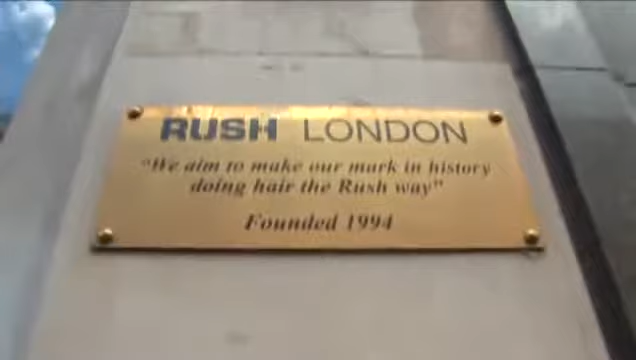 RUSH LONDON
"We aim to make our mark in history
doing hair the Rush way"
Founded 1994